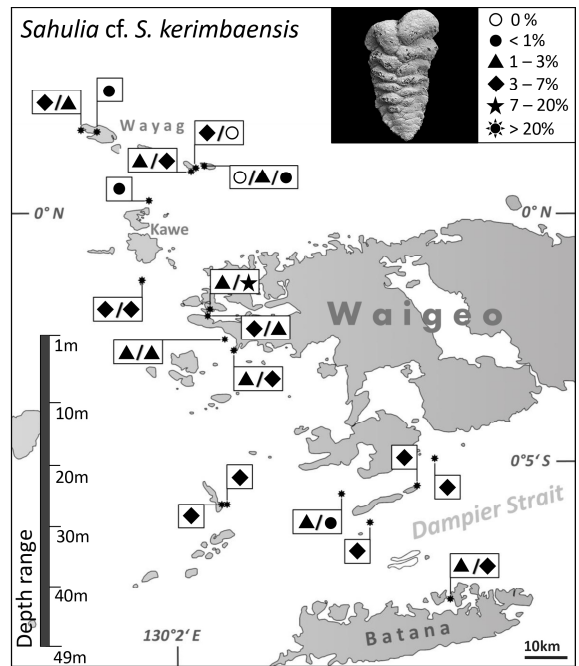 Sahulia cf. S. kerimbaensis
0 %
< 1%
1 – 3%
3 – 7%
7 – 20%
> 20%
Wayag
0° N
0° N
Kawe
Waigeo
1m
10m
20m
30m
40m
49m
Depth range
0°5‘ S
Dampier Strait
130°2‘ E
Batana
10km